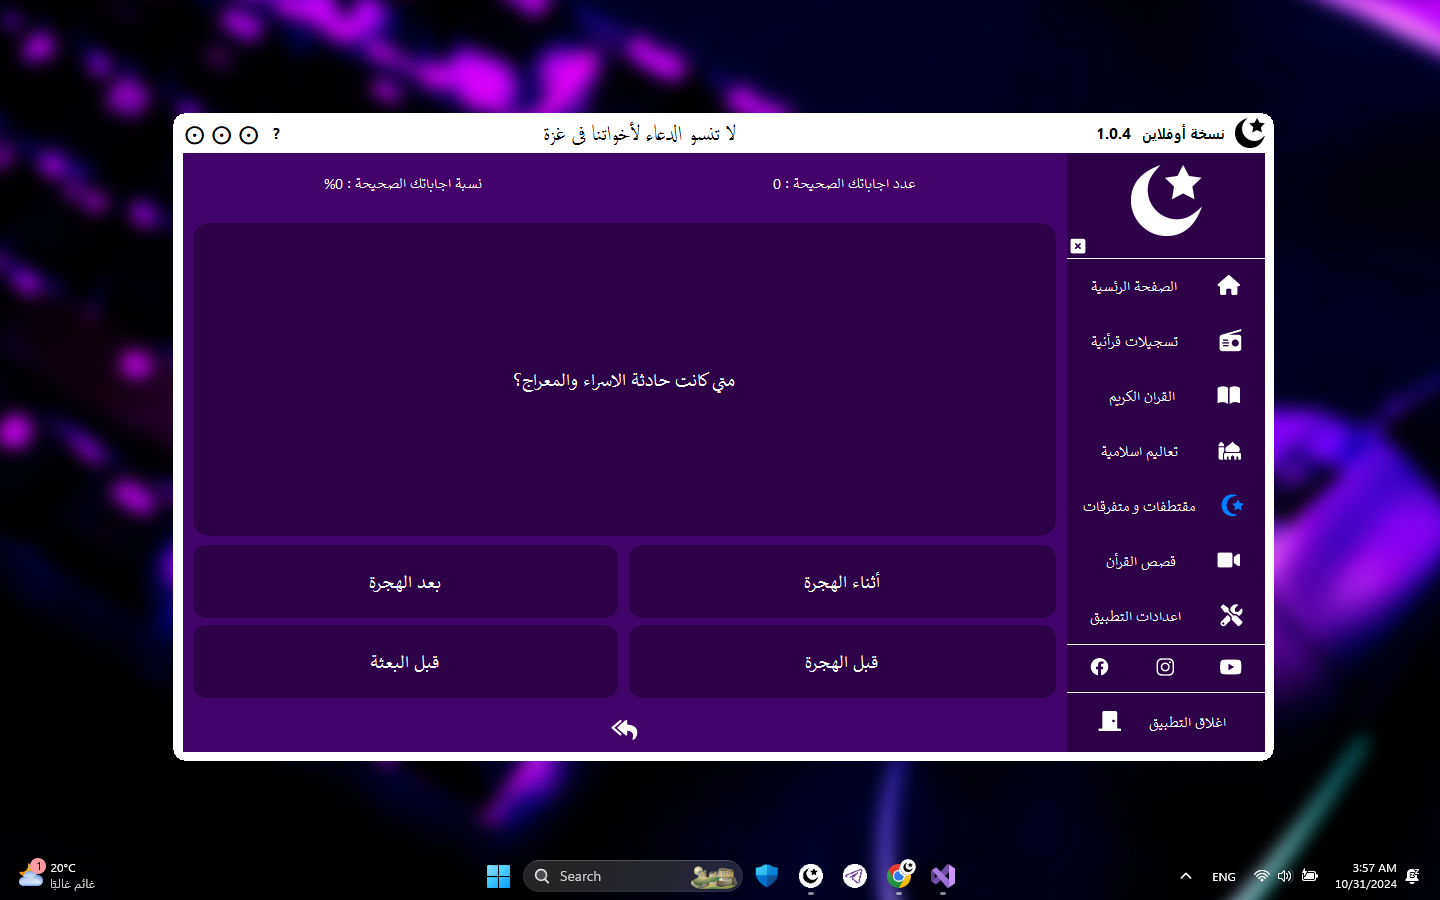 نسخة أوفلاين 1.0.4
لا تنسو الدعاء لأخواتنا فى غزة
?
عدد اجاباتك الصحيحة : 0
نسبة اجاباتك الصحيحة : 0%
متي كانت حادثة الاسراء والمعراج؟
أثناء الهجرة
بعد الهجرة
قبل الهجرة
قبل البعثة
الصفحة الرئسية
تسجيلات قرأنية
القران الكريم
تعاليم اسلامية
مقتطفات و متفرقات
قصص القرأن
اعدادات التطبيق
اغلاق التطبيق
1
20°C
غائم غالبًا
Search
ENG
3:57 AM
10/31/2024